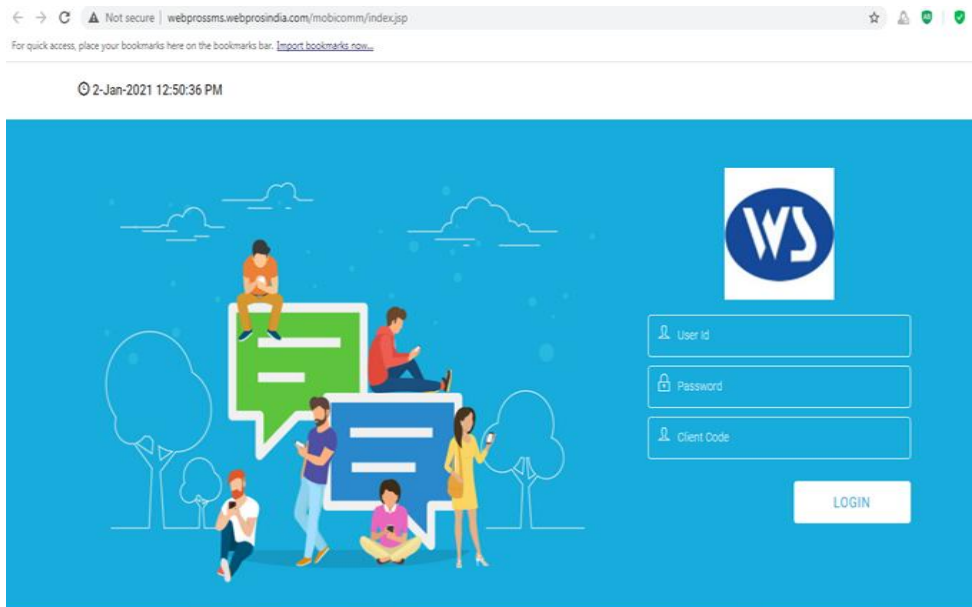 Not secure | webprossms.webprosindia.com/mobicomm/index.jsp
For quick access, place your bookmarks here on the bookmarks bar. Import bookmarks now...
2-Jan-2021 12:50:36 PM
WS
User Id
Password
Client Code
LOGIN